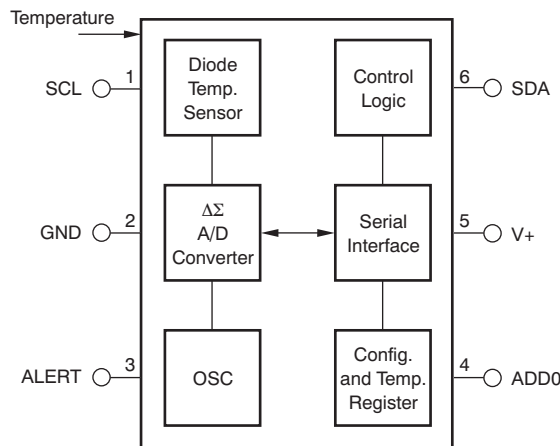 Temperature
SCL
1
Diode
Temp.
Sensor
Control
Logic
6
SDA
GND
2
ΔΣ
A/D
Converter
Serial
Interface
5
V+
ALERT
3
OSC
Config.
and Temp.
Register
4
ADD0